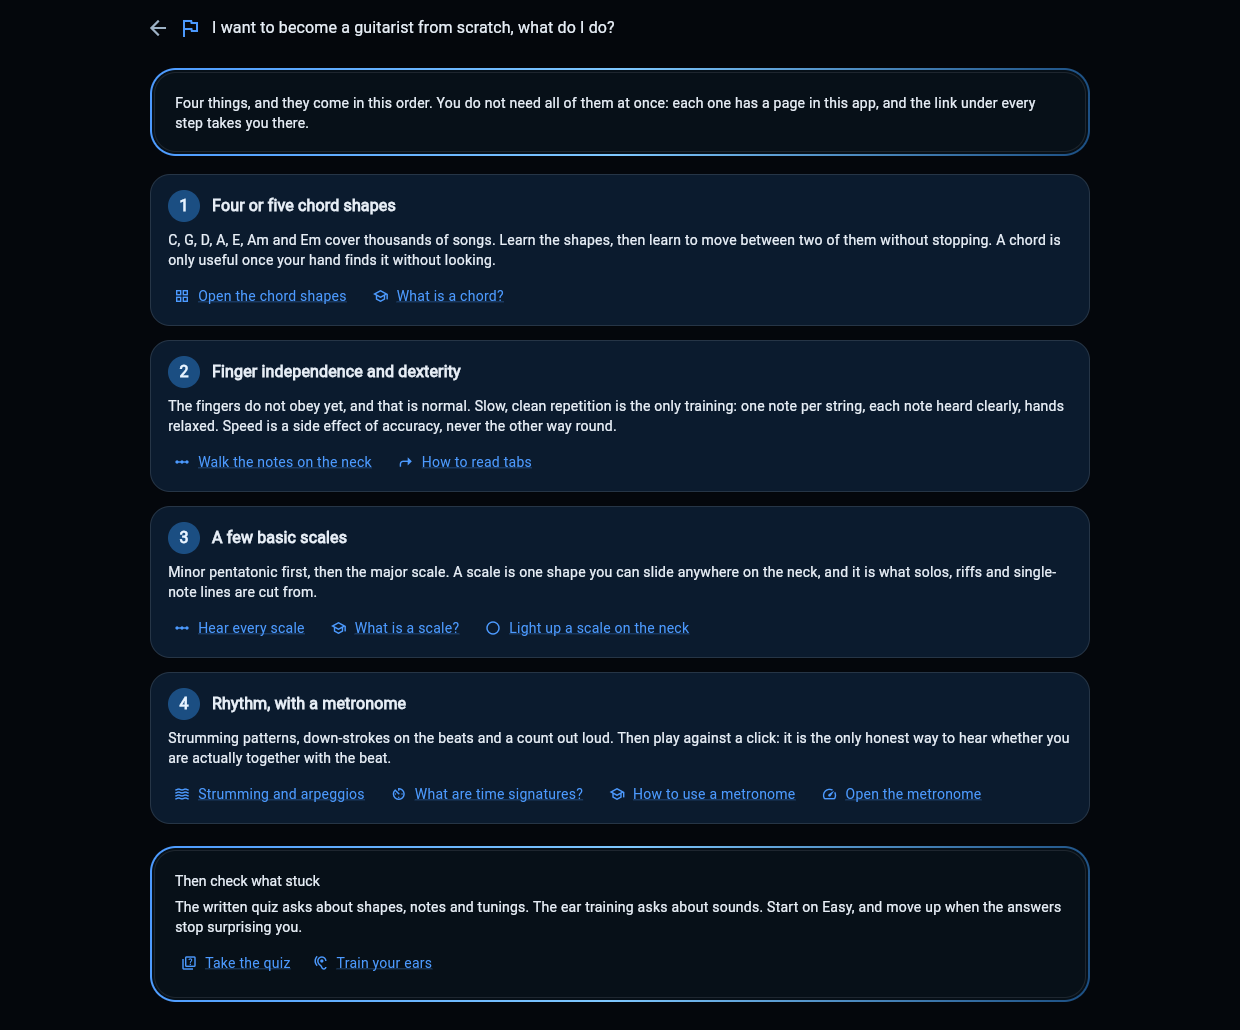 I want to become a guitarist from scratch, what do I do?
Four things, and they come in this order. You do not need all of them at once: each one has a page in this app, and the link under every
step takes you there.
1 Four or five chord shapes
C, G, D, A, E, Am and Em cover thousands of songs. Learn the shapes, then learn to move between two of them without stopping. A chord is
only useful once your hand finds it without looking.
Open the chord shapes What is a chord?
2 Finger independence and dexterity
The fingers do not obey yet, and that is normal. Slow, clean repetition is the only training: one note per string, each note heard clearly, hands
relaxed. Speed is a side effect of accuracy, never the other way round.
Walk the notes on the neck How to read tabs
3 A few basic scales
Minor pentatonic first, then the major scale. A scale is one shape you can slide anywhere on the neck, and it is what solos, riffs and single-
note lines are cut from.
Hear every scale What is a scale? Light up a scale on the neck
4 Rhythm, with a metronome
Strumming patterns, down-strokes on the beats and a count out loud. Then play against a click: it is the only honest way to hear whether you
are actually together with the beat.
Strumming and arpeggios What are time signatures? How to use a metronome Open the metronome
Then check what stuck
The written quiz asks about shapes, notes and tunings. The ear training asks about sounds. Start on Easy, and move up when the answers
stop surprising you.
Take the quiz Train your ears